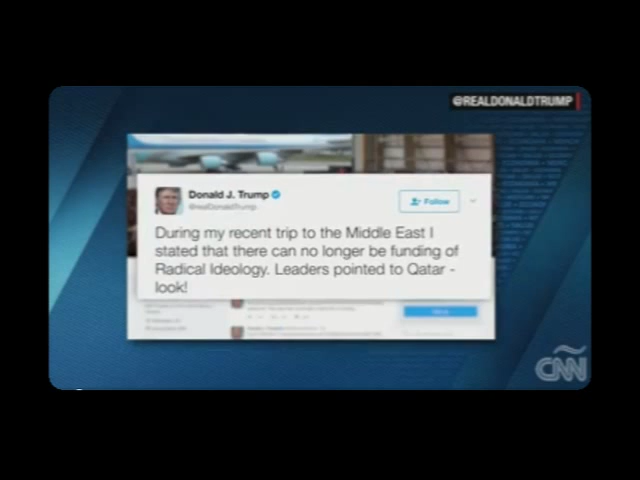 @REALDONALDTRUMP
Donald J. Trump
@realDonaldTrump
Follow
During my recent trip to the Middle East I
stated that there can no longer be funding of
Radical Ideology. Leaders pointed to Qatar -
look!
CNN